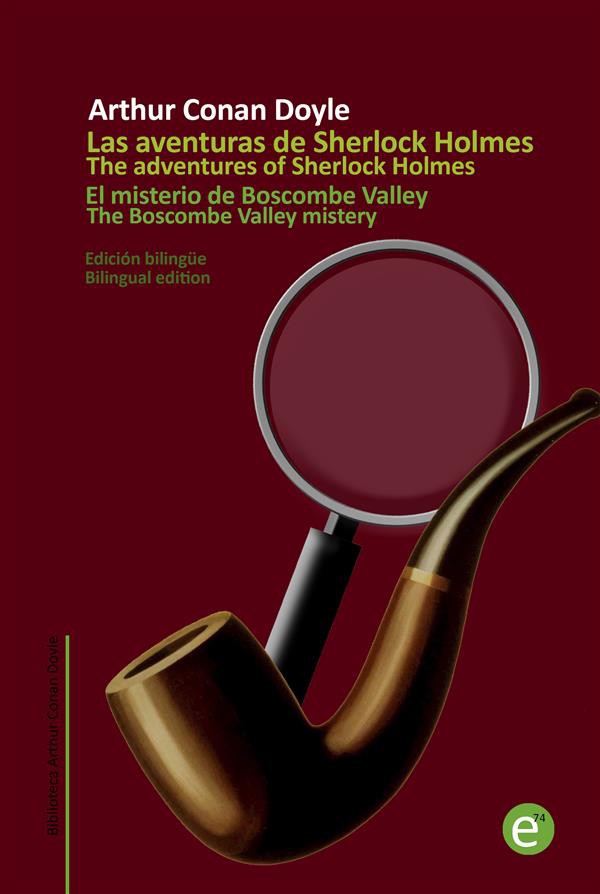 Arthur Conan Doyle
Las aventuras de Sherlock Holmes
The adventures of Sherlock Holmes
El misterio de Boscombe Valley
The Boscombe Valley mistery
Edición bilingüe
Bilingual edition
Biblioteca Arthur Conan Doyle
e
74